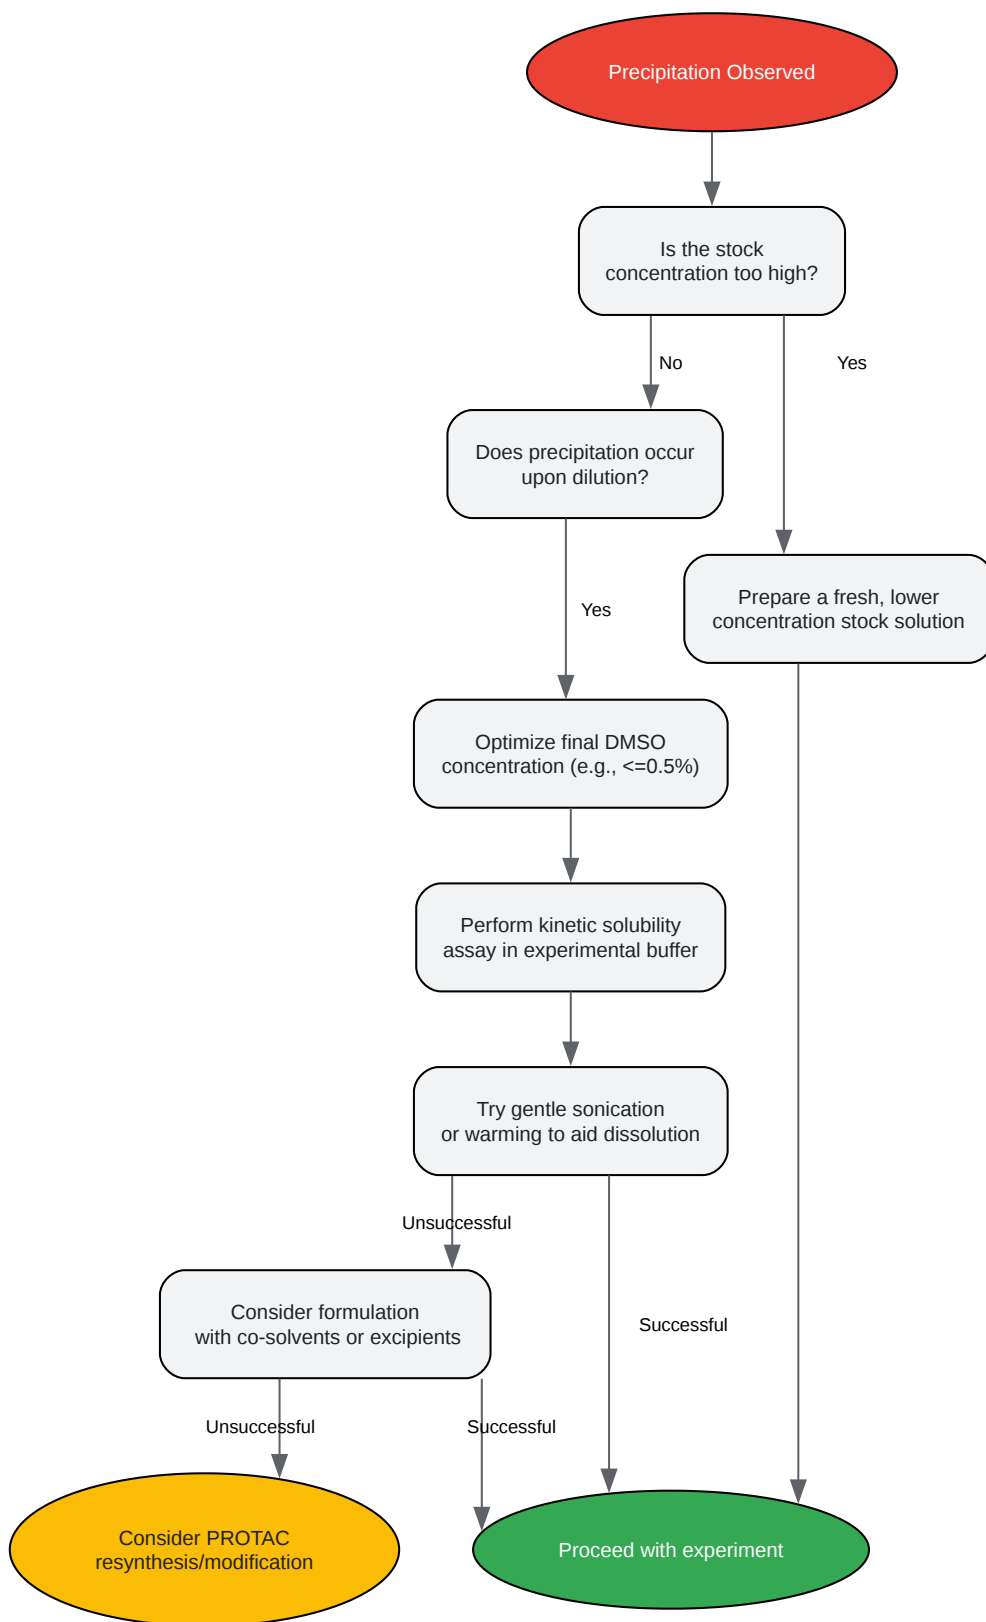 Precipitation Observed
Is the stock
concentration too high?
No
Yes
Does precipitation occur
upon dilution?
Yes
Prepare a fresh, lower
concentration stock solution
Optimize final DMSO
concentration (e.g., <=0.5%)
Perform kinetic solubility
assay in experimental buffer
Try gentle sonication
or warming to aid dissolution
Unsuccessful
Consider formulation
with co-solvents or excipients
Successful
Unsuccessful
Successful
Consider PROTAC
resynthesis/modification
Proceed with experiment